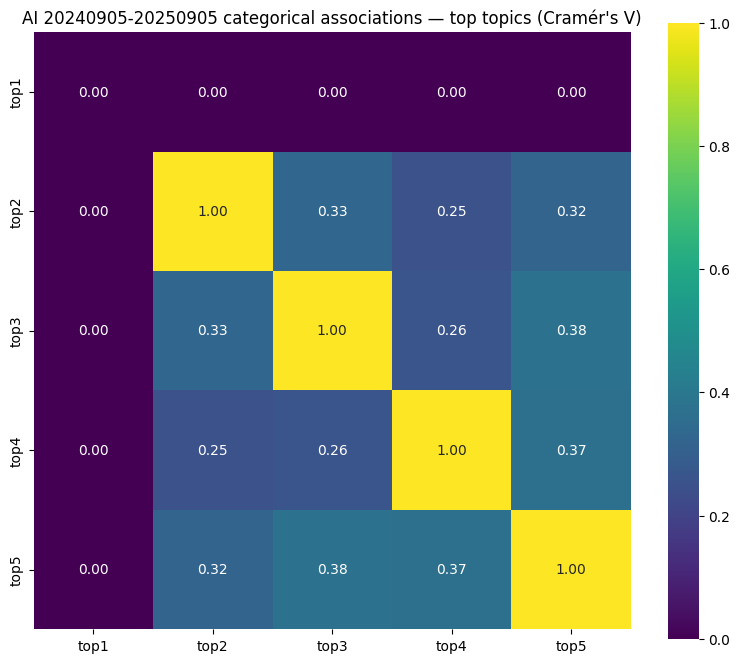 AI 20240905-20250905 categorical associations — top topics (Cramér's V)
1.0
top1 0.00 0.00 0.00 0.00 0.00
0.8
top2 0.00 1.00 0.33 0.25 0.32
0.6
top3 0.00 0.33 1.00 0.26 0.38
0.4
top4 0.00 0.25 0.26 1.00 0.37
0.2
top5 0.00 0.32 0.38 0.37 1.00
0.0
top1 top2 top3 top4 top5